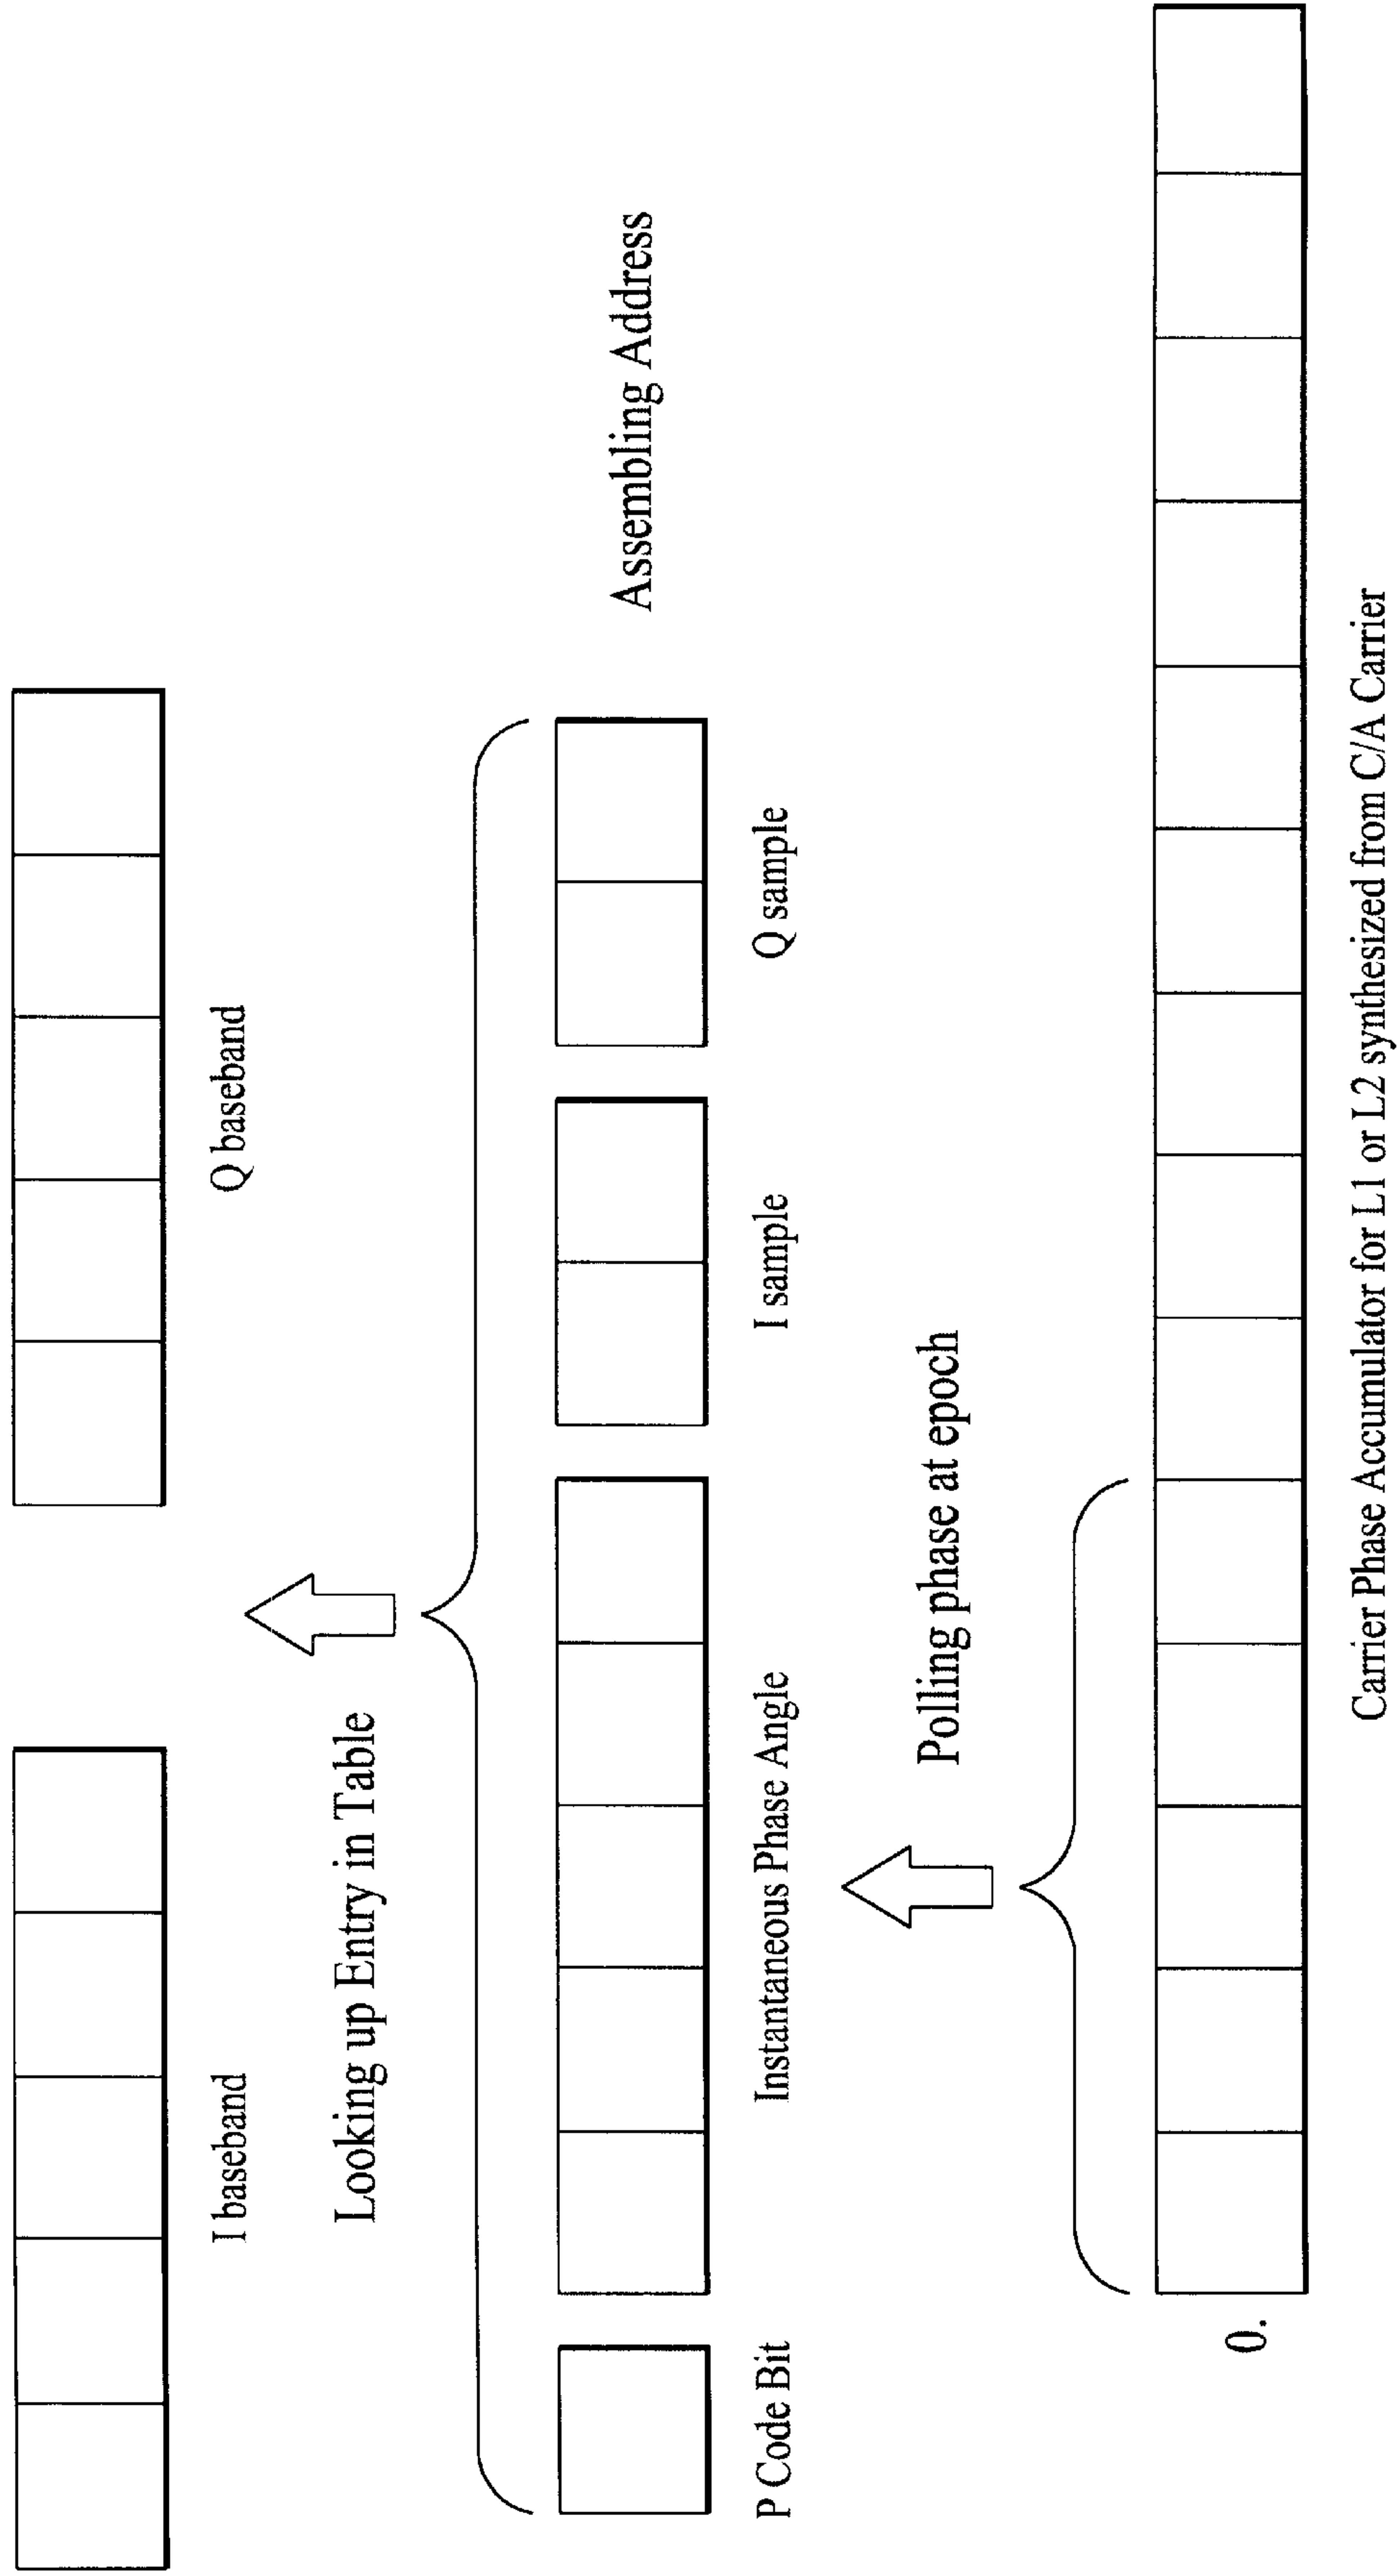 I baseband
Q baseband
Looking up Entry in Table
Assembling Address
P Code Bit
Instantaneous Phase Angle
I sample
Q sample
Polling phase at epoch
0.
Carrier Phase Accumulator for L1 or L2 synthesized from C/A Carrier